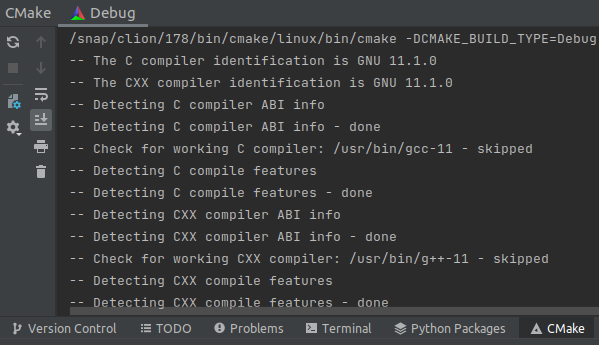 CMake Debug
/snap/clion/178/bin/cmake/linux/bin/cmake -DCMAKE_BUILD_TYPE=Debug
-- The C compiler identification is GNU 11.1.0
-- The CXX compiler identification is GNU 11.1.0
-- Detecting C compiler ABI info
-- Detecting C compiler ABI info - done
-- Check for working C compiler: /usr/bin/gcc-11 - skipped
-- Detecting C compile features
-- Detecting C compile features - done
-- Detecting CXX compiler ABI info
-- Detecting CXX compiler ABI info - done
-- Check for working CXX compiler: /usr/bin/g++-11 - skipped
-- Detecting CXX compile features
-- Detecting CXX compile features - done
Version Control TODO Problems Terminal Python Packages CMake